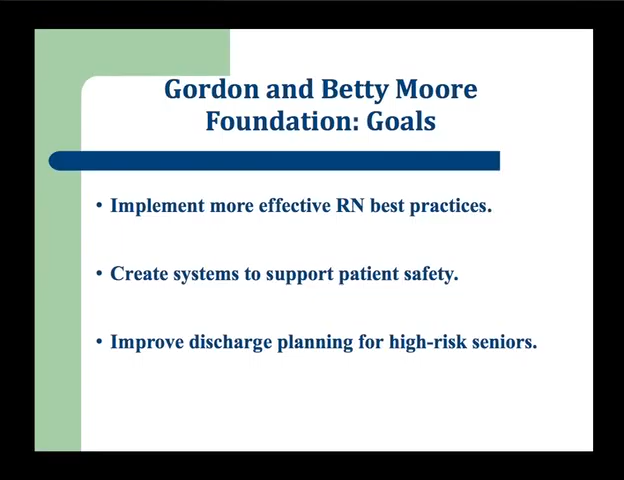 Gordon and Betty Moore
Foundation: Goals
• Implement more effective RN best practices.
• Create systems to support patient safety.
• Improve discharge planning for high-risk seniors.